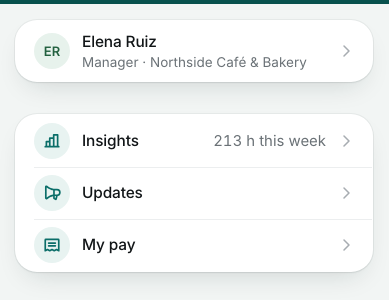 ER
Elena Ruiz
Manager · Northside Café & Bakery
Insights 213 h this week
Updates
My pay